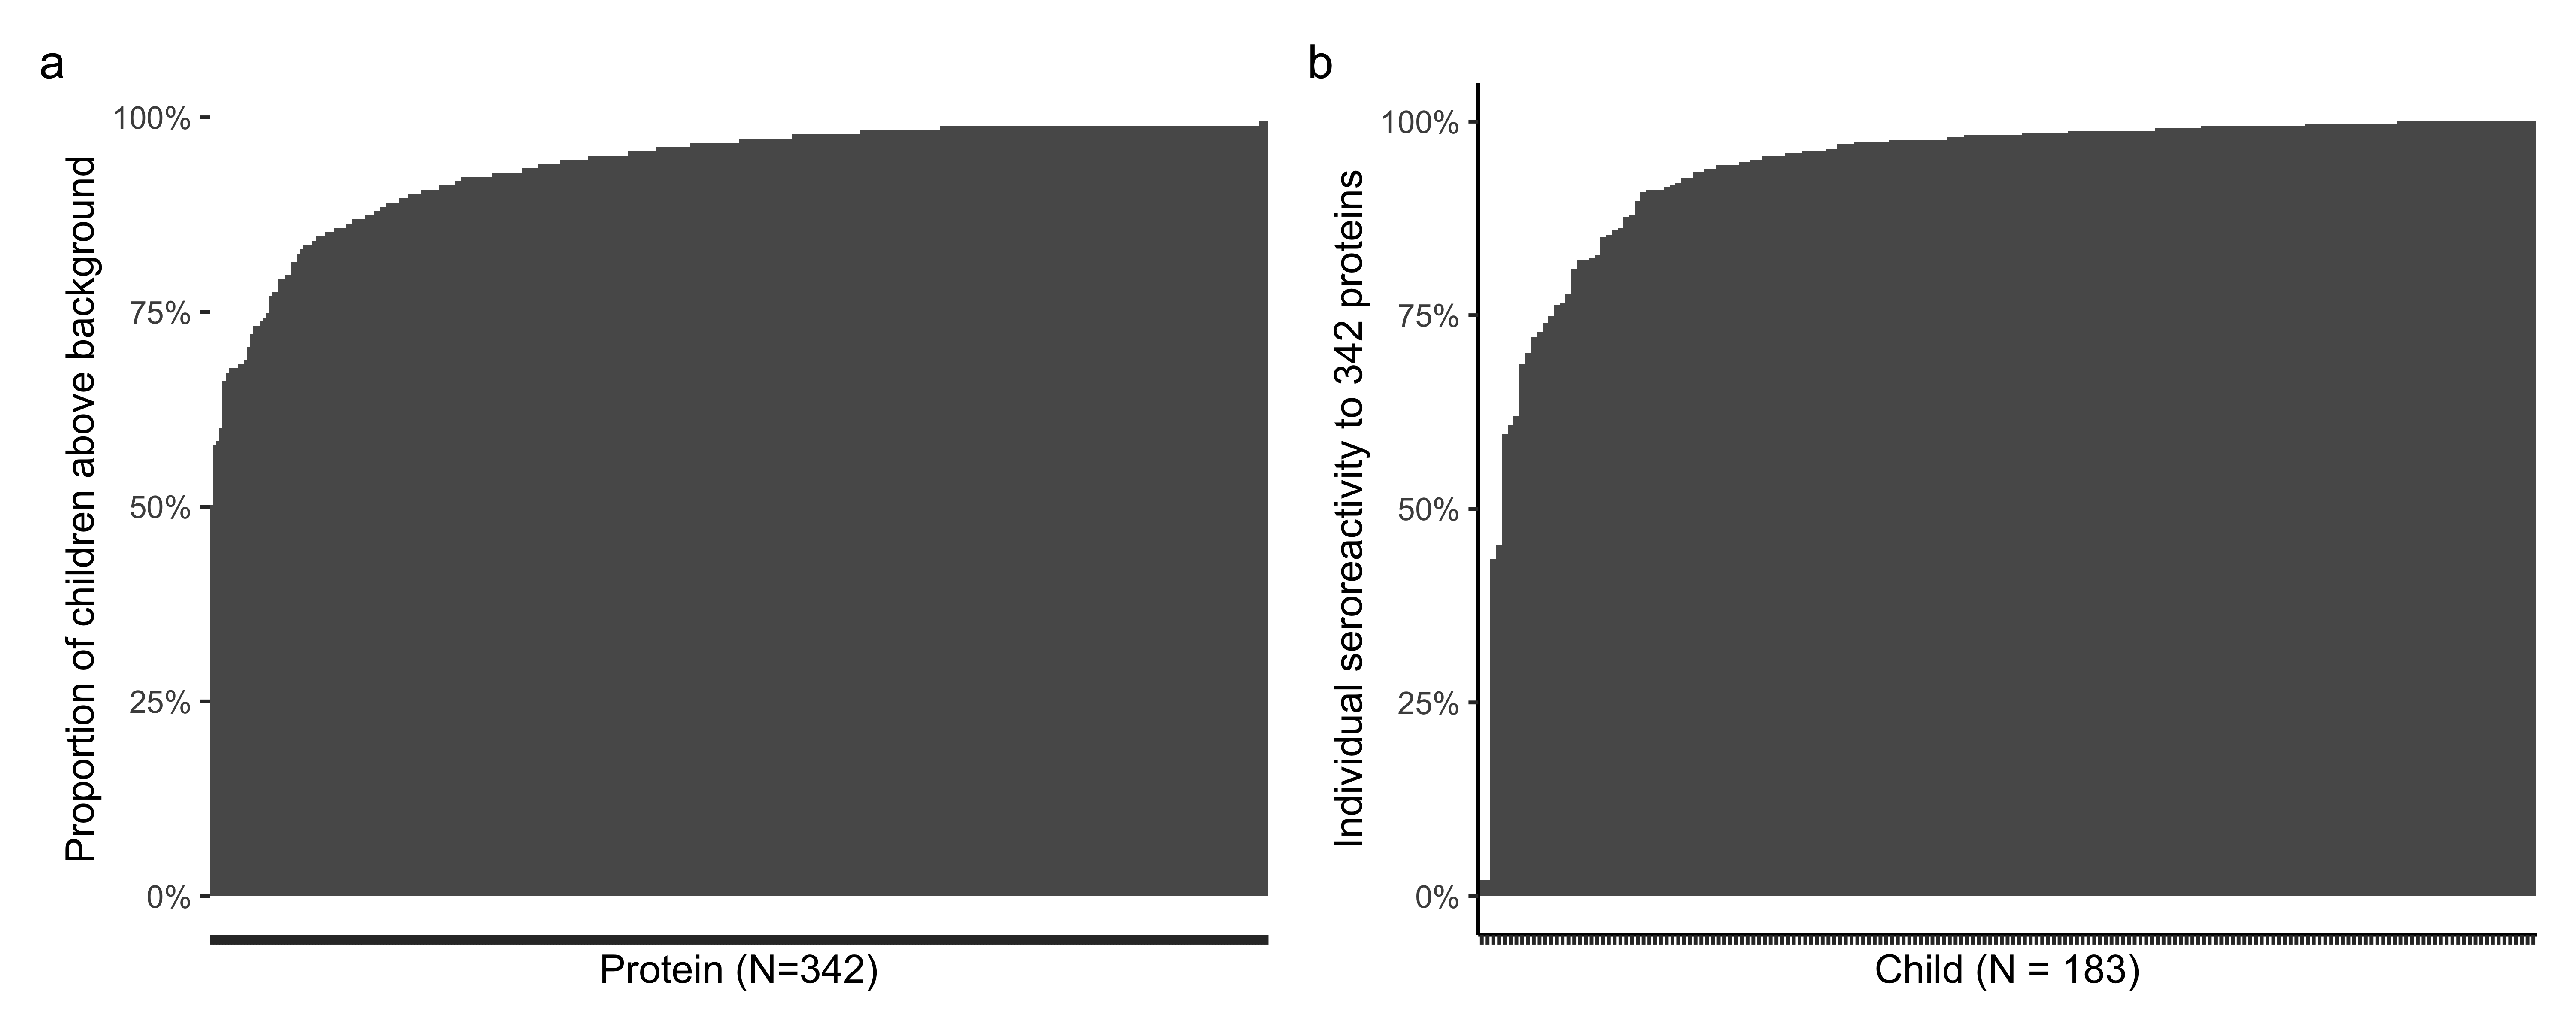 a
Proportion of children above background
100%
75%
50%
25%
0%
Protein (N=342)
b
Individual seroreactivity to 342 proteins
100%
75%
50%
25%
0%
Child (N = 183)